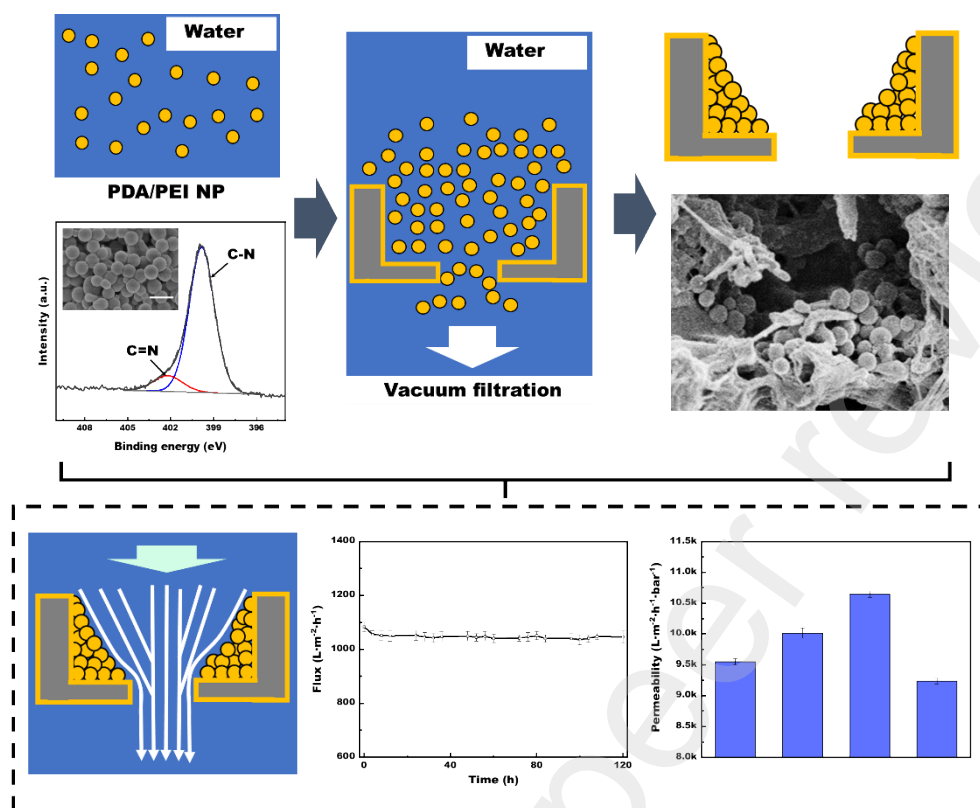 Water
PDA/PEI NP
Water
Vacuum filtration
Intensity (a.u.)
C-N
C=N
408
402
399
396
Binding energy (eV)
Flux (L·m⁻²·h⁻¹)
1400
1200
1000
800
600
0
40
80
120
Time (h)
Permeability (L·m⁻²·h⁻¹·bar⁻¹)
11.5k
11.0k
10.5k
10.0k
9.5k
9.0k
8.5k
8.0k
peer review